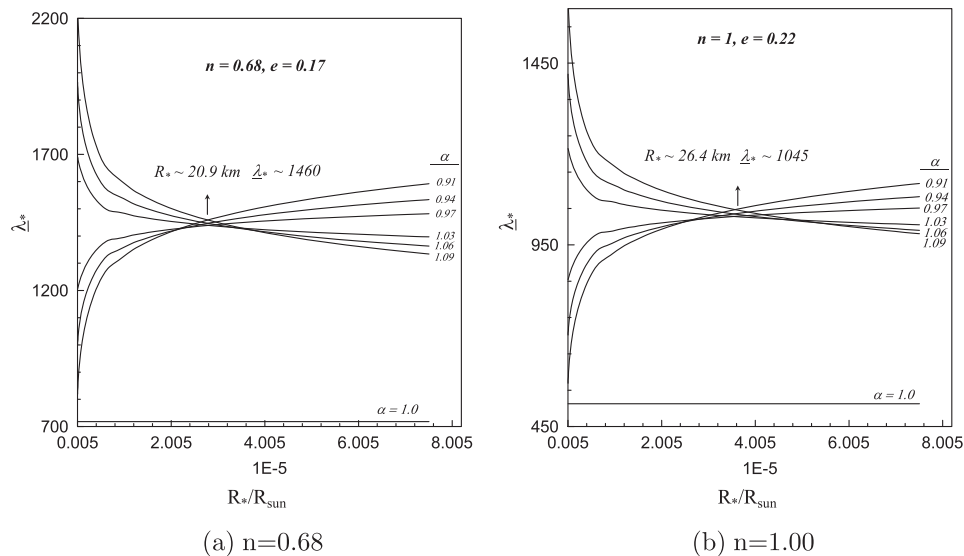 2200
1700
1200
700
λ*
n = 0.68, e = 0.17
R* ~ 20.9 km λ* ~ 1460
α
0.91
0.94
0.97
1.03
1.06
1.09
α = 1.0
0.005 2.005 4.005 6.005 8.005
1E-5
R*/Rsun
(a) n=0.68
1450
950
450
λ*
n = 1, e = 0.22
R* ~ 26.4 km λ* ~ 1045
α
0.91
0.94
0.97
1.03
1.06
1.09
α = 1.0
0.005 2.005 4.005 6.005 8.005
1E-5
R*/Rsun
(b) n=1.00